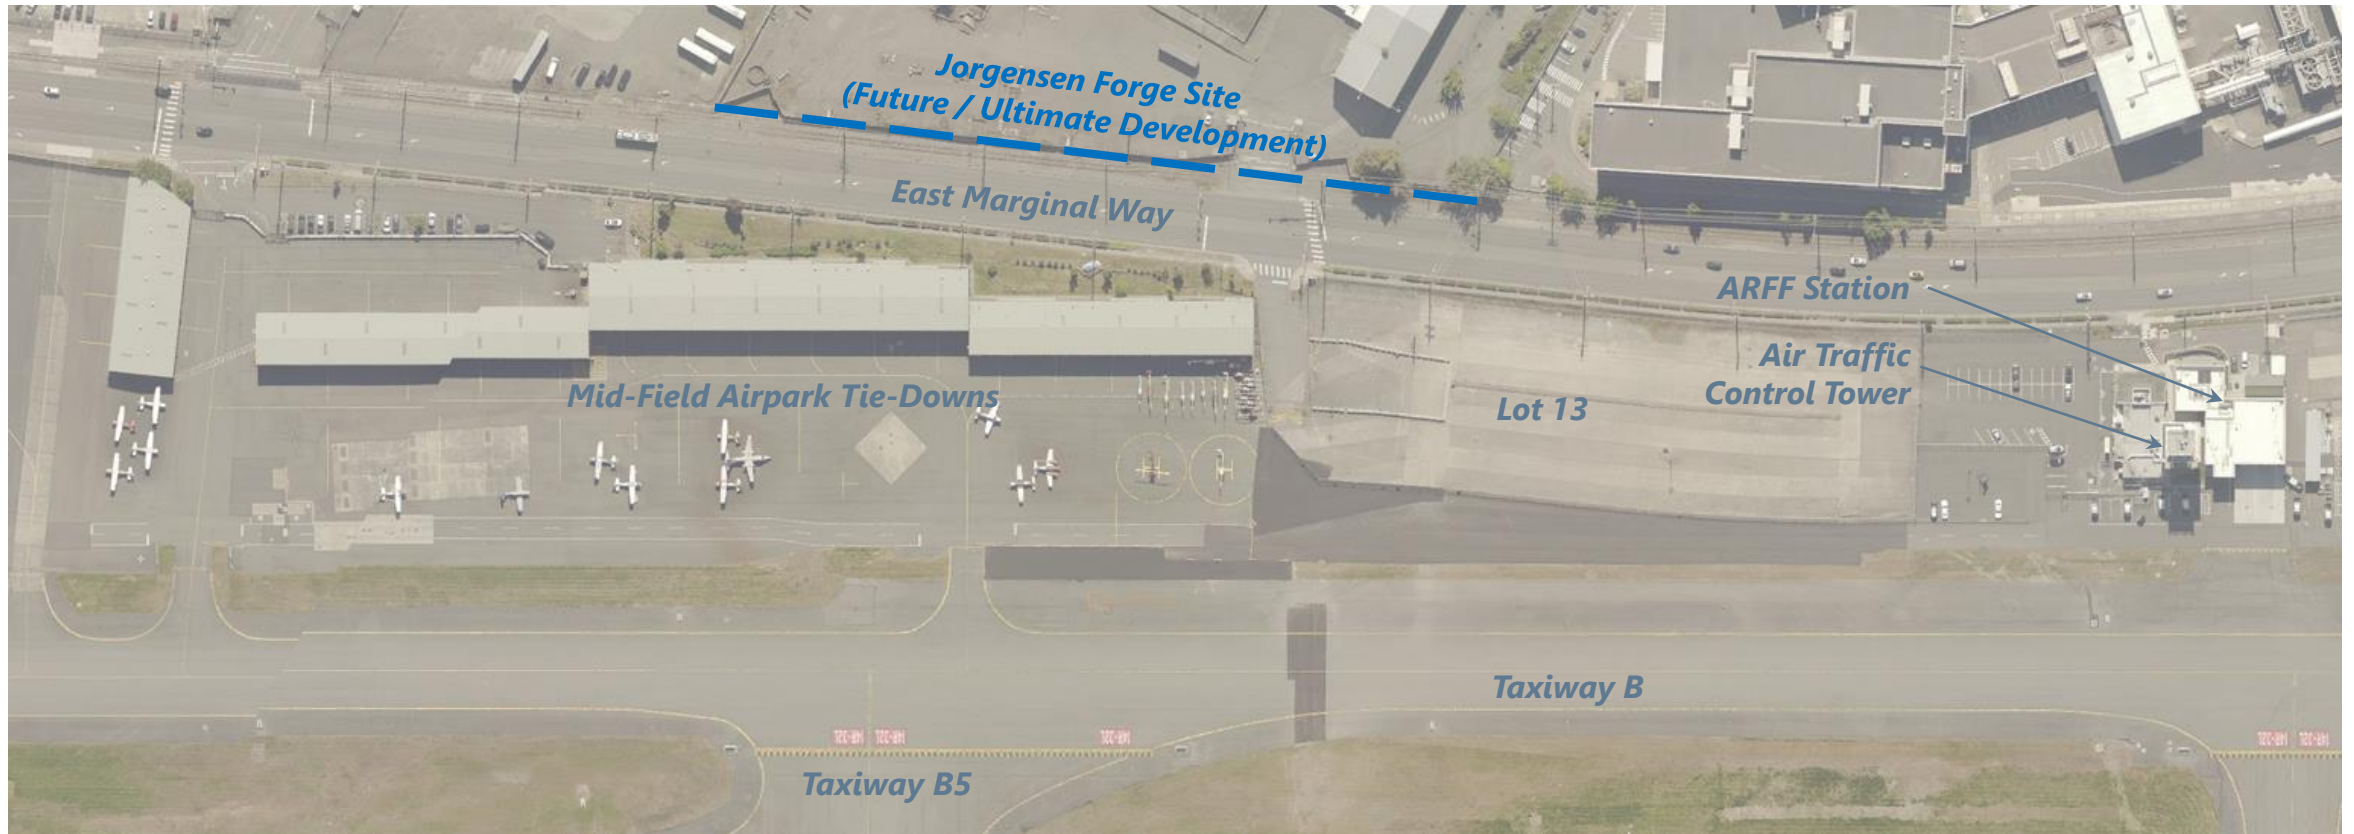 Jorgensen Forge Site
(Future / Ultimate Development)
East Marginal Way
ARFF Station
Air Traffic
Control Tower
Mid-Field Airpark Tie-Downs
Lot 13
Taxiway B
Taxiway B5